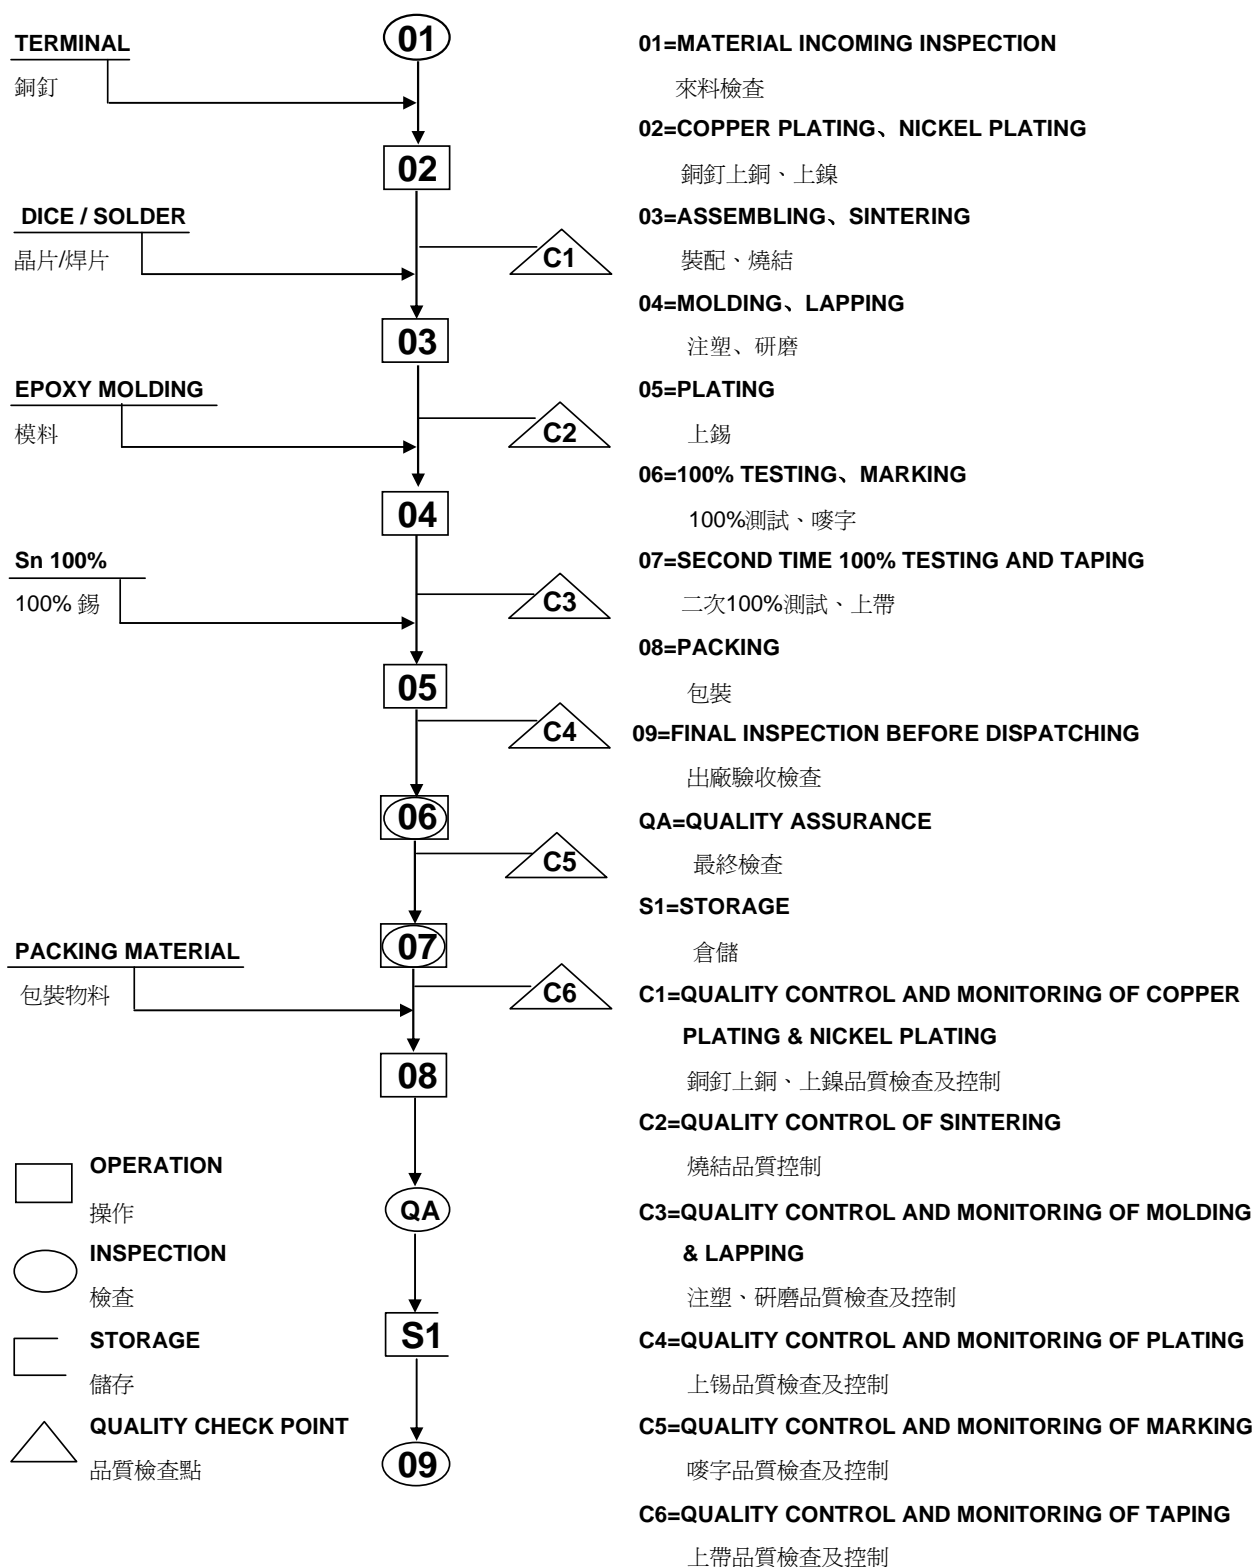 TERMINAL
銅釘
01
02
DICE / SOLDER
晶片/焊片
C1
03
EPOXY MOLDING
模料
C2
04
Sn 100%
100% 錫
C3
05
C4
06
C5
07
PACKING MATERIAL
包裝物料
C6
08
QA
S1
09
OPERATION
操作
INSPECTION
檢查
STORAGE
儲存
QUALITY CHECK POINT
品質檢查點
01=MATERIAL INCOMING INSPECTION
來料檢查
02=COPPER PLATING、NICKEL PLATING
銅釘上銅、上鎳
03=ASSEMBLING、SINTERING
裝配、燒結
04=MOLDING、LAPPING
注塑、研磨
05=PLATING
上錫
06=100% TESTING、MARKING
100%測試、嘜字
07=SECOND TIME 100% TESTING AND TAPING
二次100%測試、上帶
08=PACKING
包裝
09=FINAL INSPECTION BEFORE DISPATCHING
出廠驗收檢查
QA=QUALITY ASSURANCE
最終檢查
S1=STORAGE
倉儲
C1=QUALITY CONTROL AND MONITORING OF COPPER
PLATING & NICKEL PLATING
銅釘上銅、上鎳品質檢查及控制
C2=QUALITY CONTROL OF SINTERING
燒結品質控制
C3=QUALITY CONTROL AND MONITORING OF MOLDING
& LAPPING
注塑、研磨品質檢查及控制
C4=QUALITY CONTROL AND MONITORING OF PLATING
上锡品質檢查及控制
C5=QUALITY CONTROL AND MONITORING OF MARKING
嘜字品質檢查及控制
C6=QUALITY CONTROL AND MONITORING OF TAPING
上帶品質檢查及控制